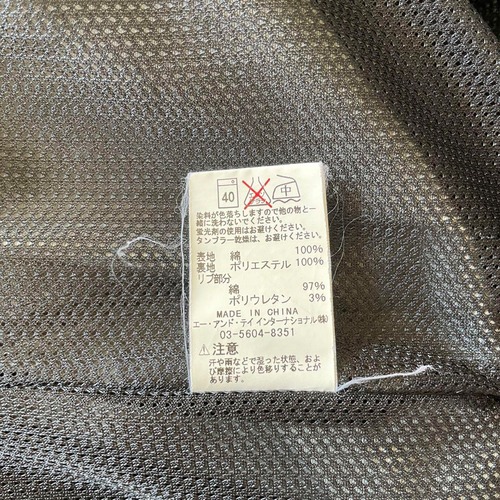 40 中
染料が色落ちしますので他の物と一
緒に洗わないでください。
蛍光剤の使用はお避けください。
タンブラー乾燥は、お避けください。
表地 綿 100%
裏地 ポリエステル 100%
リブ部分
綿 97%
ポリウレタン 3%
MADE IN CHINA
エー・アンド・テイ インターナショナル㈱
03-5604-8351
⚠注意
汗や雨などで湿った状態、およ
び摩擦により色移りすることが
あります。